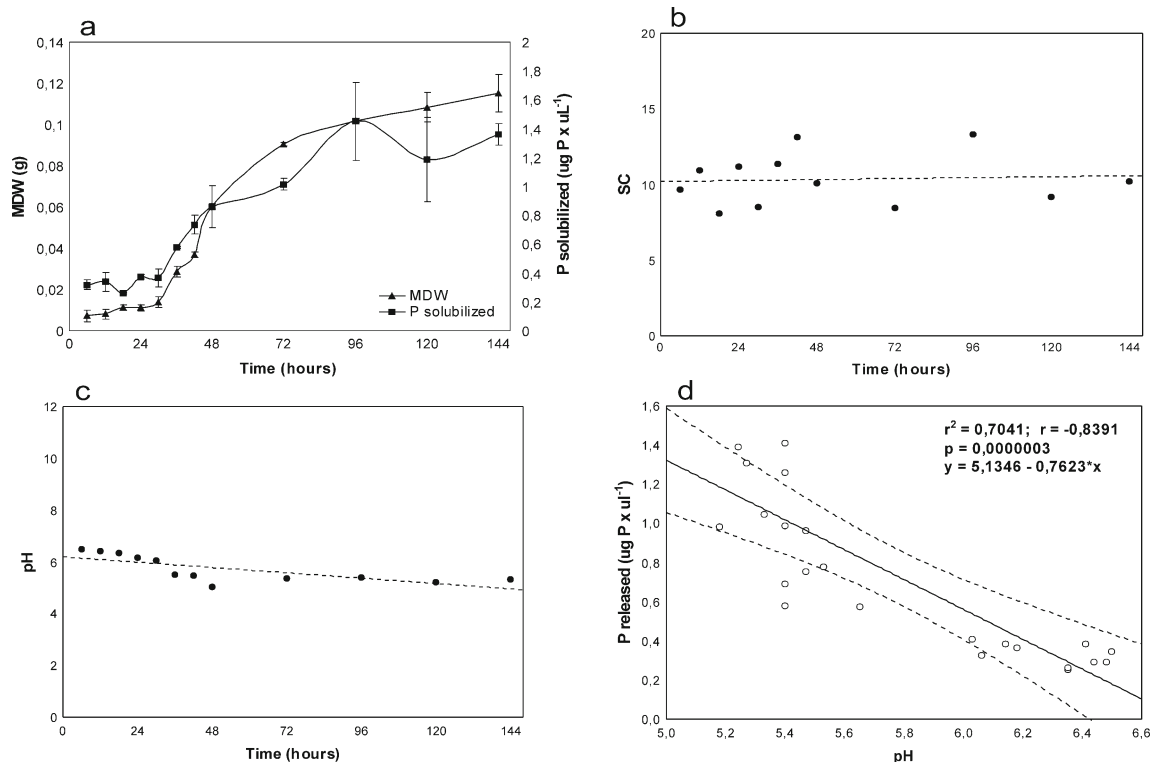 a
0,14
0,12
0,1
0,08
0,06
0,04
0,02
0
MDW (g)
2
1,8
1,6
1,4
1,2
1
0,8
0,6
0,4
0,2
0
P solubilized (ug P x uL-1)
MDW
P solubilized
0 24 48 72 96 120 144
Time (hours)
b
20
15
10
5
0
SC
0 24 48 72 96 120 144
Time (hours)
c
12
10
8
6
4
2
0
pH
0 24 48 72 96 120 144
Time (hours)
d
1,6
1,4
1,2
1,0
0,8
0,6
0,4
0,2
0,0
P released (ug P x ul-1)
r2 = 0,7041; r = -0,8391
p = 0,0000003
y = 5,1346 - 0,7623*x
5,0 5,2 5,4 5,6 5,8 6,0 6,2 6,4 6,6
pH